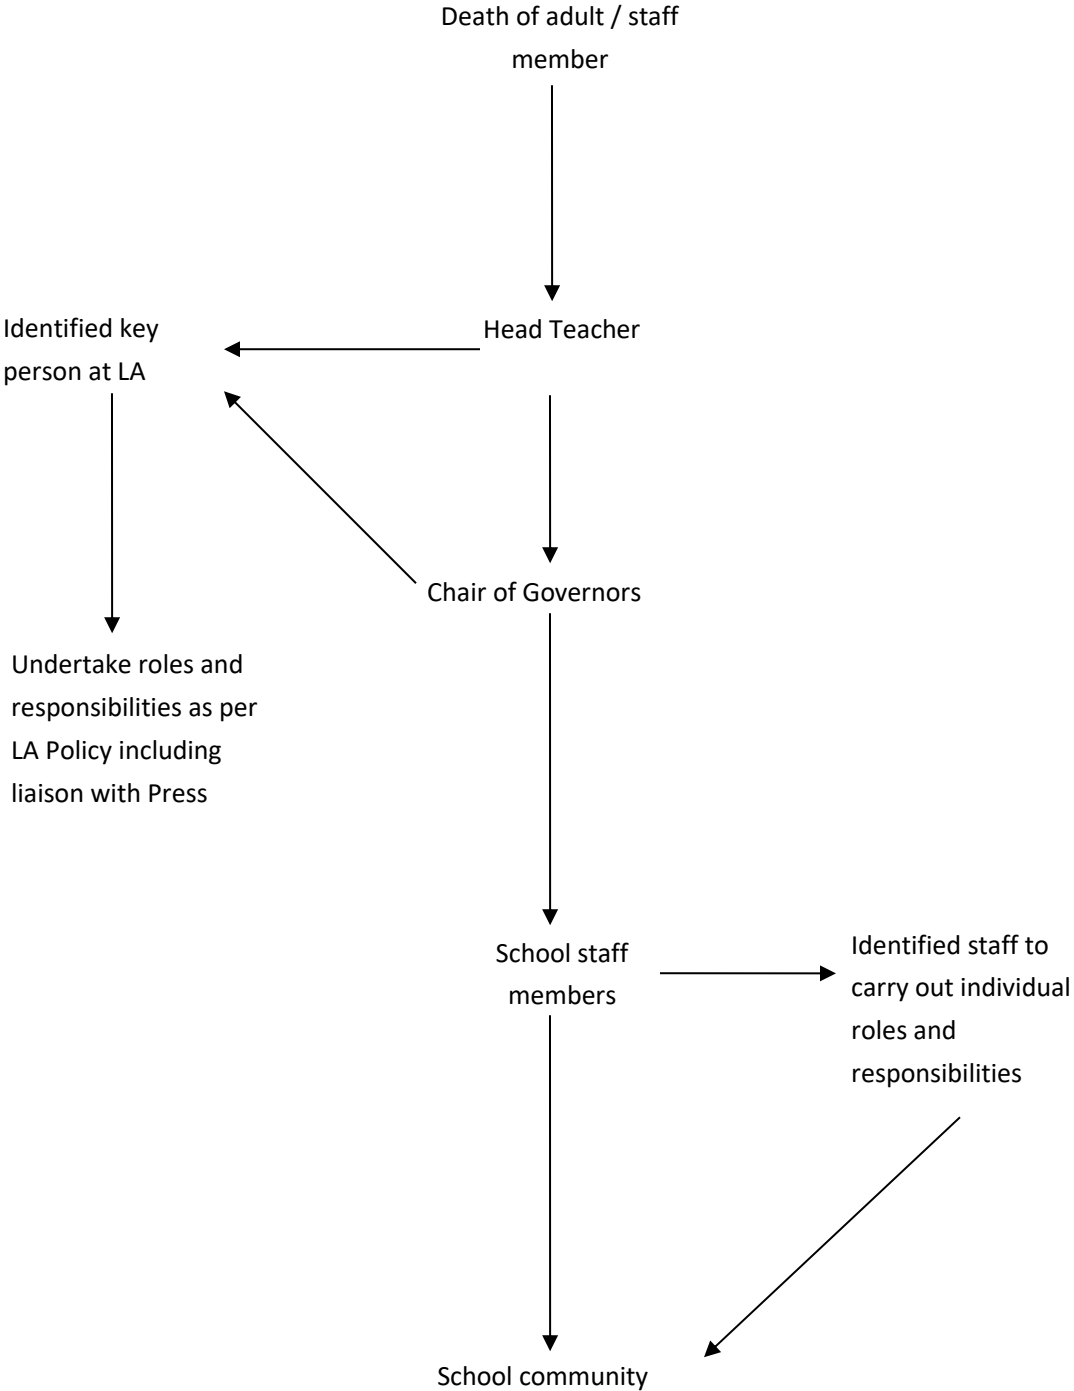 Death of adult / staff
member
Identified key
person at LA
Head Teacher
Chair of Governors
Undertake roles and
responsibilities as per
LA Policy including
liaison with Press
School staff
members
Identified staff to
carry out individual
roles and
responsibilities
School community